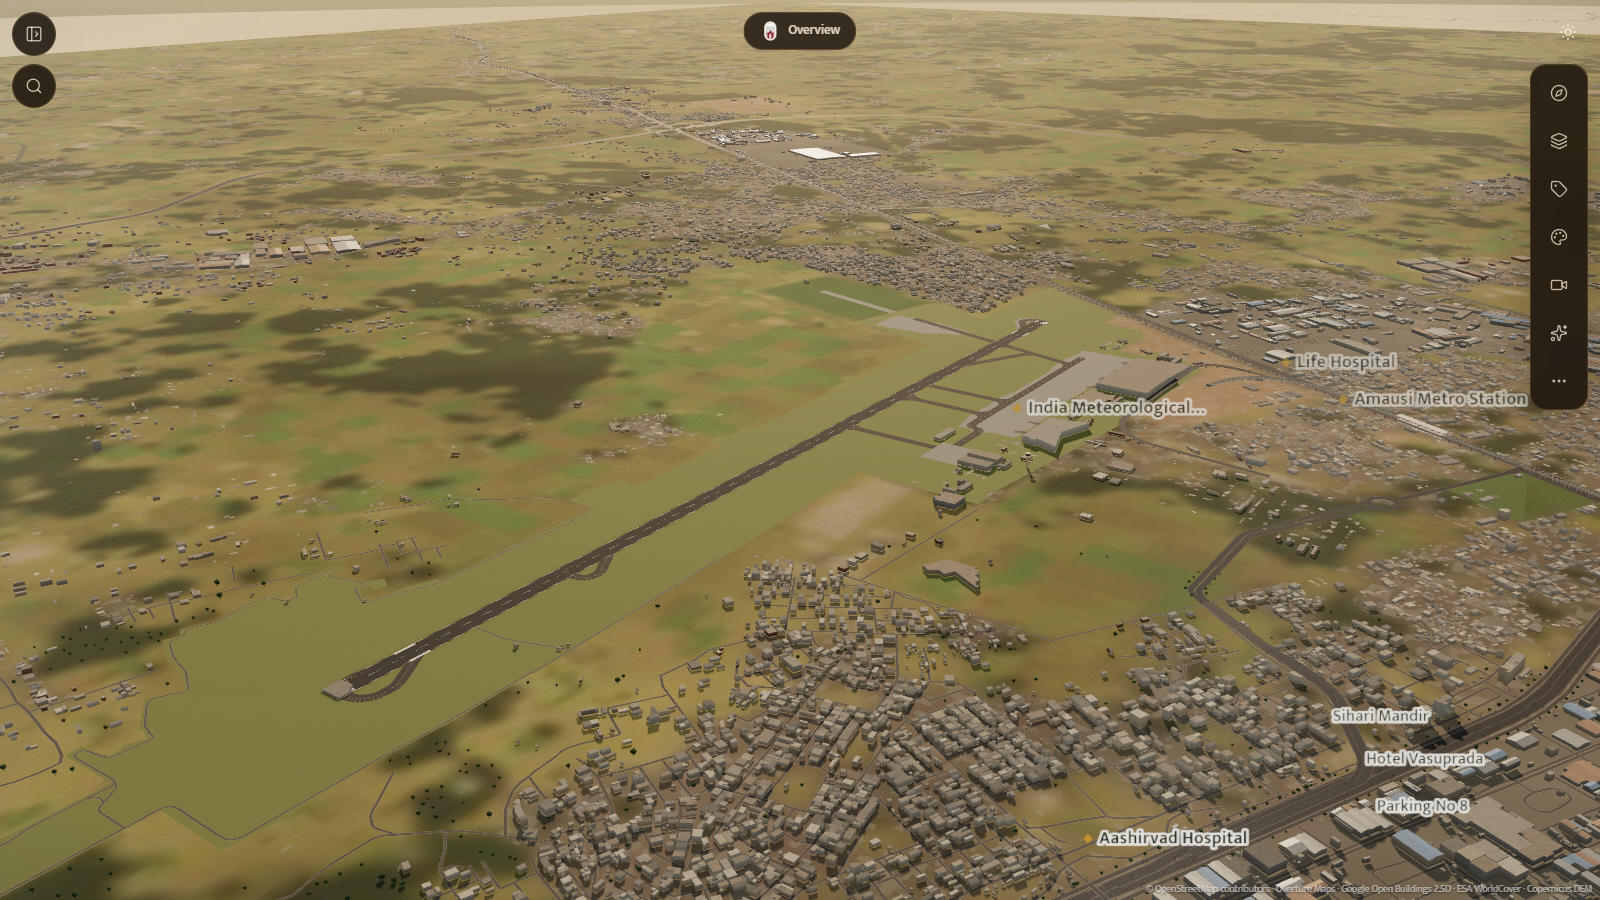 Overview
Life Hospital
Amausi Metro Station
India Meteorological...
Sihari Mandir
Hotel Vasuprada
Parking No 8
Aashirvad Hospital
© OpenStreetMap contributors · Overture Maps · Google Open Buildings 2.5D · ESA WorldCover · Copernicus DEM